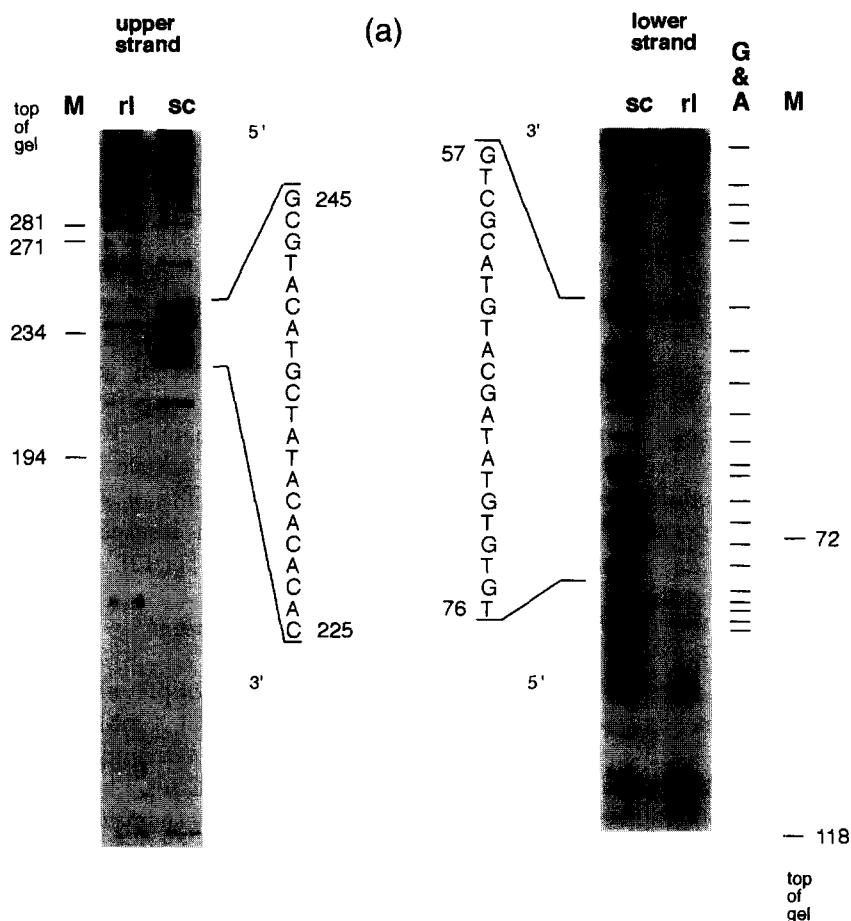 (a)
upper
strand
top
of
gel
M
rl
sc
281
271
234
194
5'
G 245
C
G
T
A
C
A
T
G
C
T
A
T
A
C
A
C
A
C
A
C 225
3'
lower
strand
sc
rl
G
&
A
M
3'
57 G
T
C
G
C
A
T
G
T
A
C
G
A
T
A
T
G
T
G
T
G
76 T
5'
72
118
top
of
gel